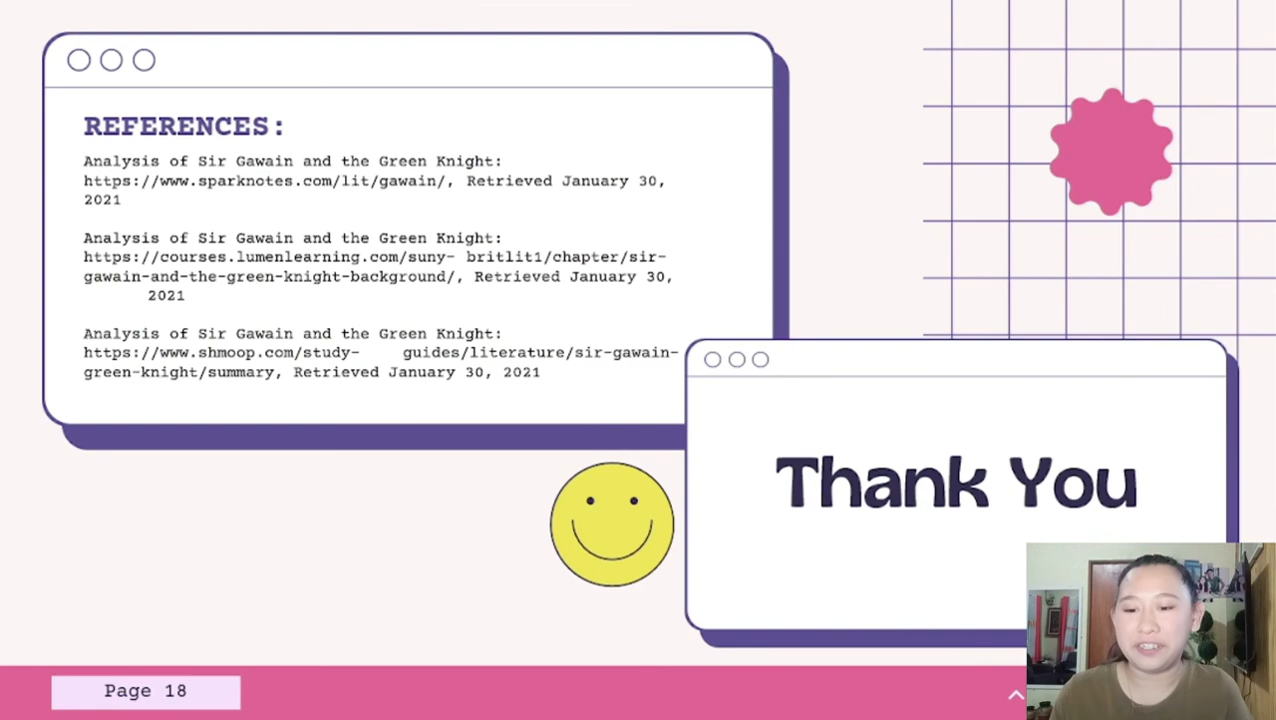 REFERENCES:
Analysis of Sir Gawain and the Green Knight:
https://www.sparknotes.com/lit/gawain/, Retrieved January 30,
2021
Analysis of Sir Gawain and the Green Knight:
https://courses.lumenlearning.com/suny- britlit1/chapter/sir-
gawain-and-the-green-knight-background/, Retrieved January 30,
2021
Analysis of Sir Gawain and the Green Knight:
https://www.shmoop.com/study- guides/literature/sir-gawain-
green-knight/summary, Retrieved January 30, 2021
Thank You
Page 18